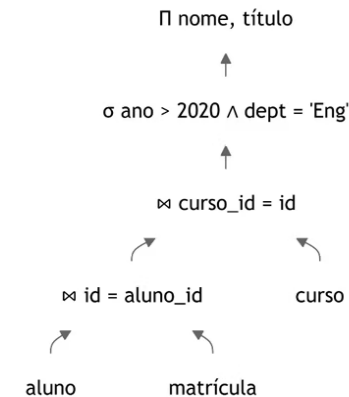 Π nome, título
σ ano > 2020 ∧ dept = 'Eng'
⋈ curso_id = id
⋈ id = aluno_id
curso
aluno
matrícula